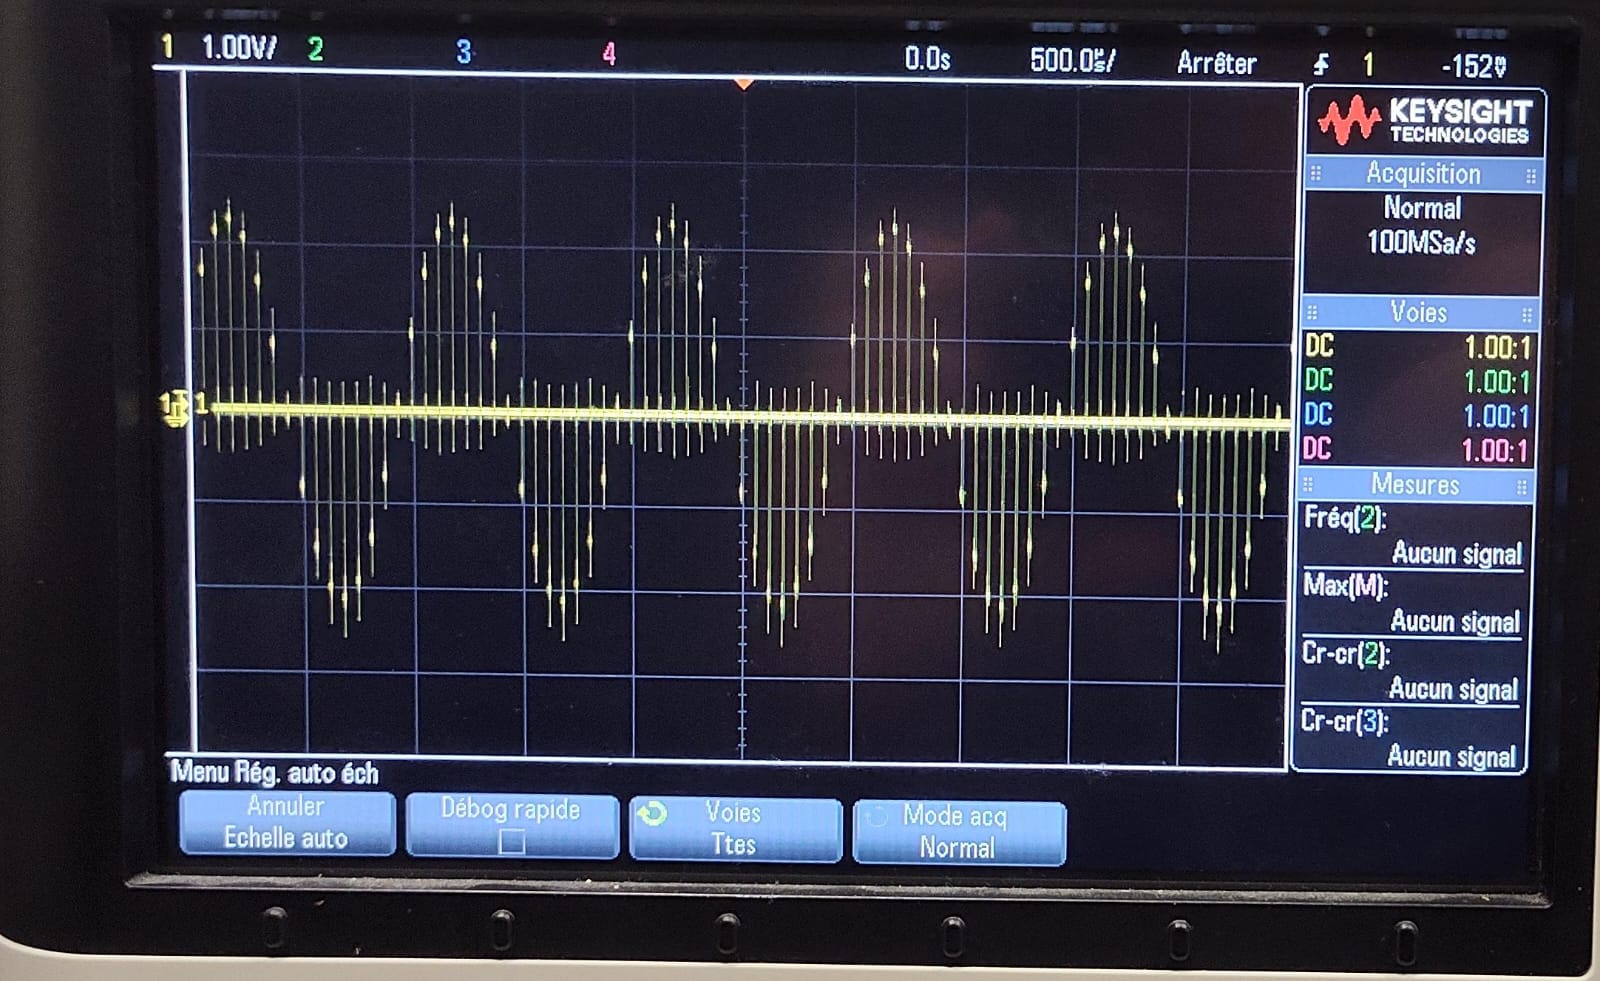 1 1.00V/ 2 3 4 0.0s 500.0µs/ Arrêter 1 -152mV
KEYSIGHT
TECHNOLOGIES
Acquisition
Normal
100MSa/s
Voies
DC 1.00:1
DC 1.00:1
DC 1.00:1
DC 1.00:1
Mesures
Fréq(2):
Aucun signal
Max(M):
Aucun signal
Cr-cr(2):
Aucun signal
Cr-cr(3):
Aucun signal
Menu Rég. auto éch
Annuler
Echelle auto
Débog rapide
Voies
Ttes
Mode acq
Normal